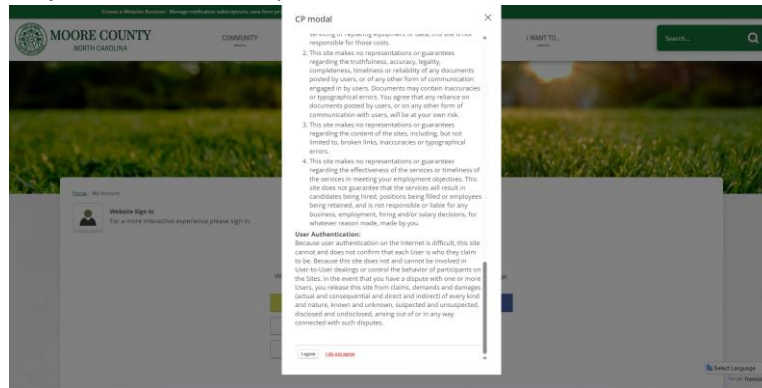 Create a Website Account - Manage notification subscriptions, save form
CP modal
MOORE COUNTY
NORTH CAROLINA
COMMUNITY
I WANT TO...
Search...
servicing or replacing equipment or data, this site is not
responsible for those costs.
2. This site makes no representations or guarantees
regarding the truthfulness, accuracy, legality,
completeness, timeliness or reliability of any documents
posted by users, or of any other form of communication
engaged in by users. Documents may contain inaccuracies
or typographical errors. You agree that any reliance on
documents posted by users, or on any other form of
communication with users, will be at your own risk.
3. This site makes no representations or guarantees
regarding the content of the sites, including, but not
limited to, broken links, inaccuracies or typographical
errors.
4. This site makes no representations or guarantees
regarding the effectiveness of the services or timeliness of
the services in meeting your employment objectives. This
site does not guarantee that the services will result in
candidates being hired, positions being filled or employees
being retained, and is not responsible or liable for any
business, employment, hiring and/or salary decisions, for
whatever reason made, made by you.
User Authentication:
Because user authentication on the Internet is difficult, this site
cannot and does not confirm that each User is who they claim
to be. Because this site does not and cannot be involved in
User-to-User dealings or control the behavior of participants on
the Sites, in the event that you have a dispute with one or more
Users, you release this site from claims, demands and damages
(actual and consequential and direct and indirect) of every kind
and nature, known and unknown, suspected and unsuspected,
disclosed and undisclosed, arising out of or in any way
connected with such disputes.
I agree I do not agree
Home › My Account
Website Sign In
For a more interactive experience please sign-in.
Select Language
Google Translate